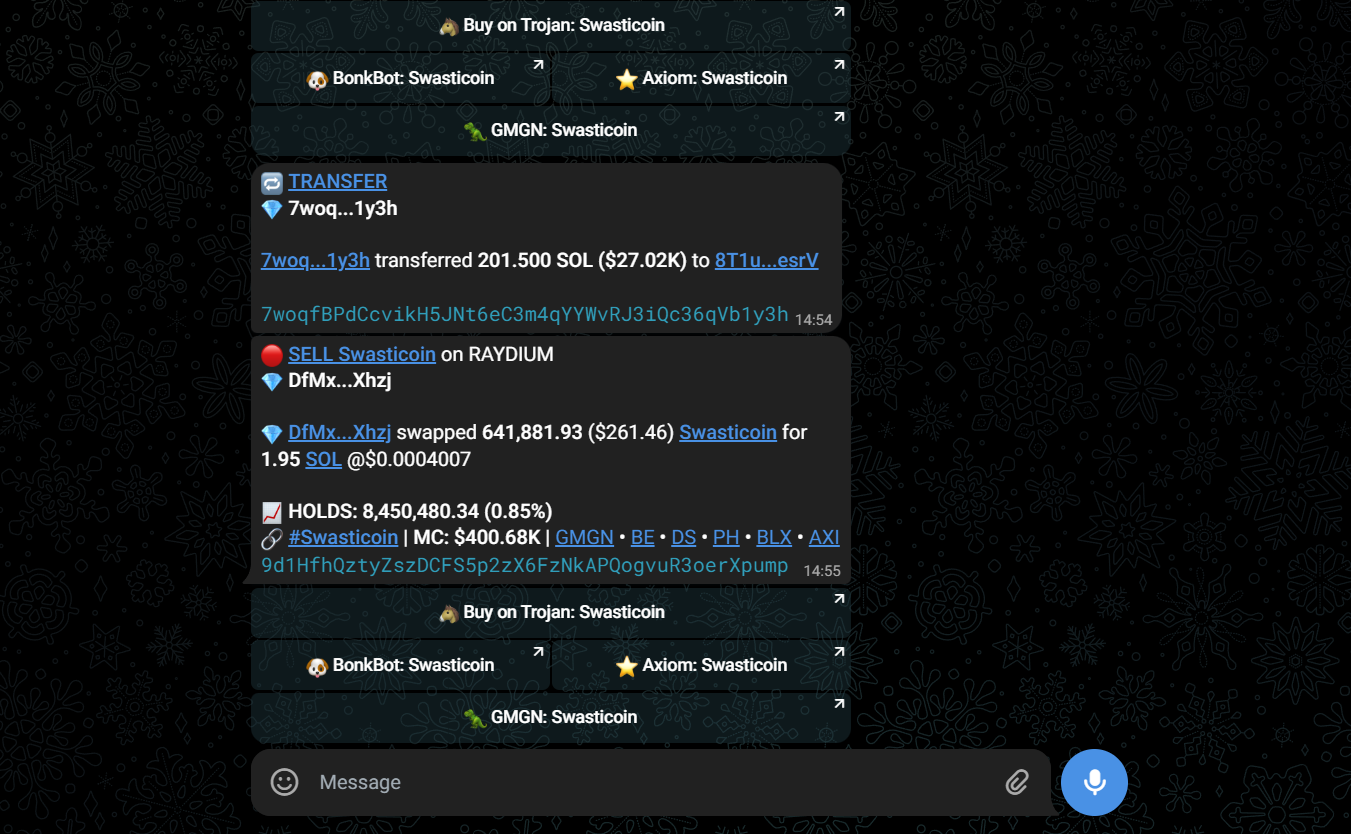 Buy on Trojan: Swasticoin
BonkBot: Swasticoin
Axiom: Swasticoin
GMGN: Swasticoin
TRANSFER
7woq...1y3h
7woq...1y3h transferred 201.500 SOL ($27.02K) to 8T1u...esrV
7woqfBPdCcvikH5JNt6eC3m4qYYWvRJ3iQc36qVb1y3h 14:54
SELL Swasticoin on RAYDIUM
DfMx...Xhzj
DfMx...Xhzj swapped 641,881.93 ($261.46) Swasticoin for
1.95 SOL @$0.0004007
HOLDS: 8,450,480.34 (0.85%)
#Swasticoin | MC: $400.68K | GMGN • BE • DS • PH • BLX • AXI
9d1HfhQztyZszDCFS5p2zX6FzNkAPQogvuR3oerXpump 14:55
Buy on Trojan: Swasticoin
BonkBot: Swasticoin
Axiom: Swasticoin
GMGN: Swasticoin
Message